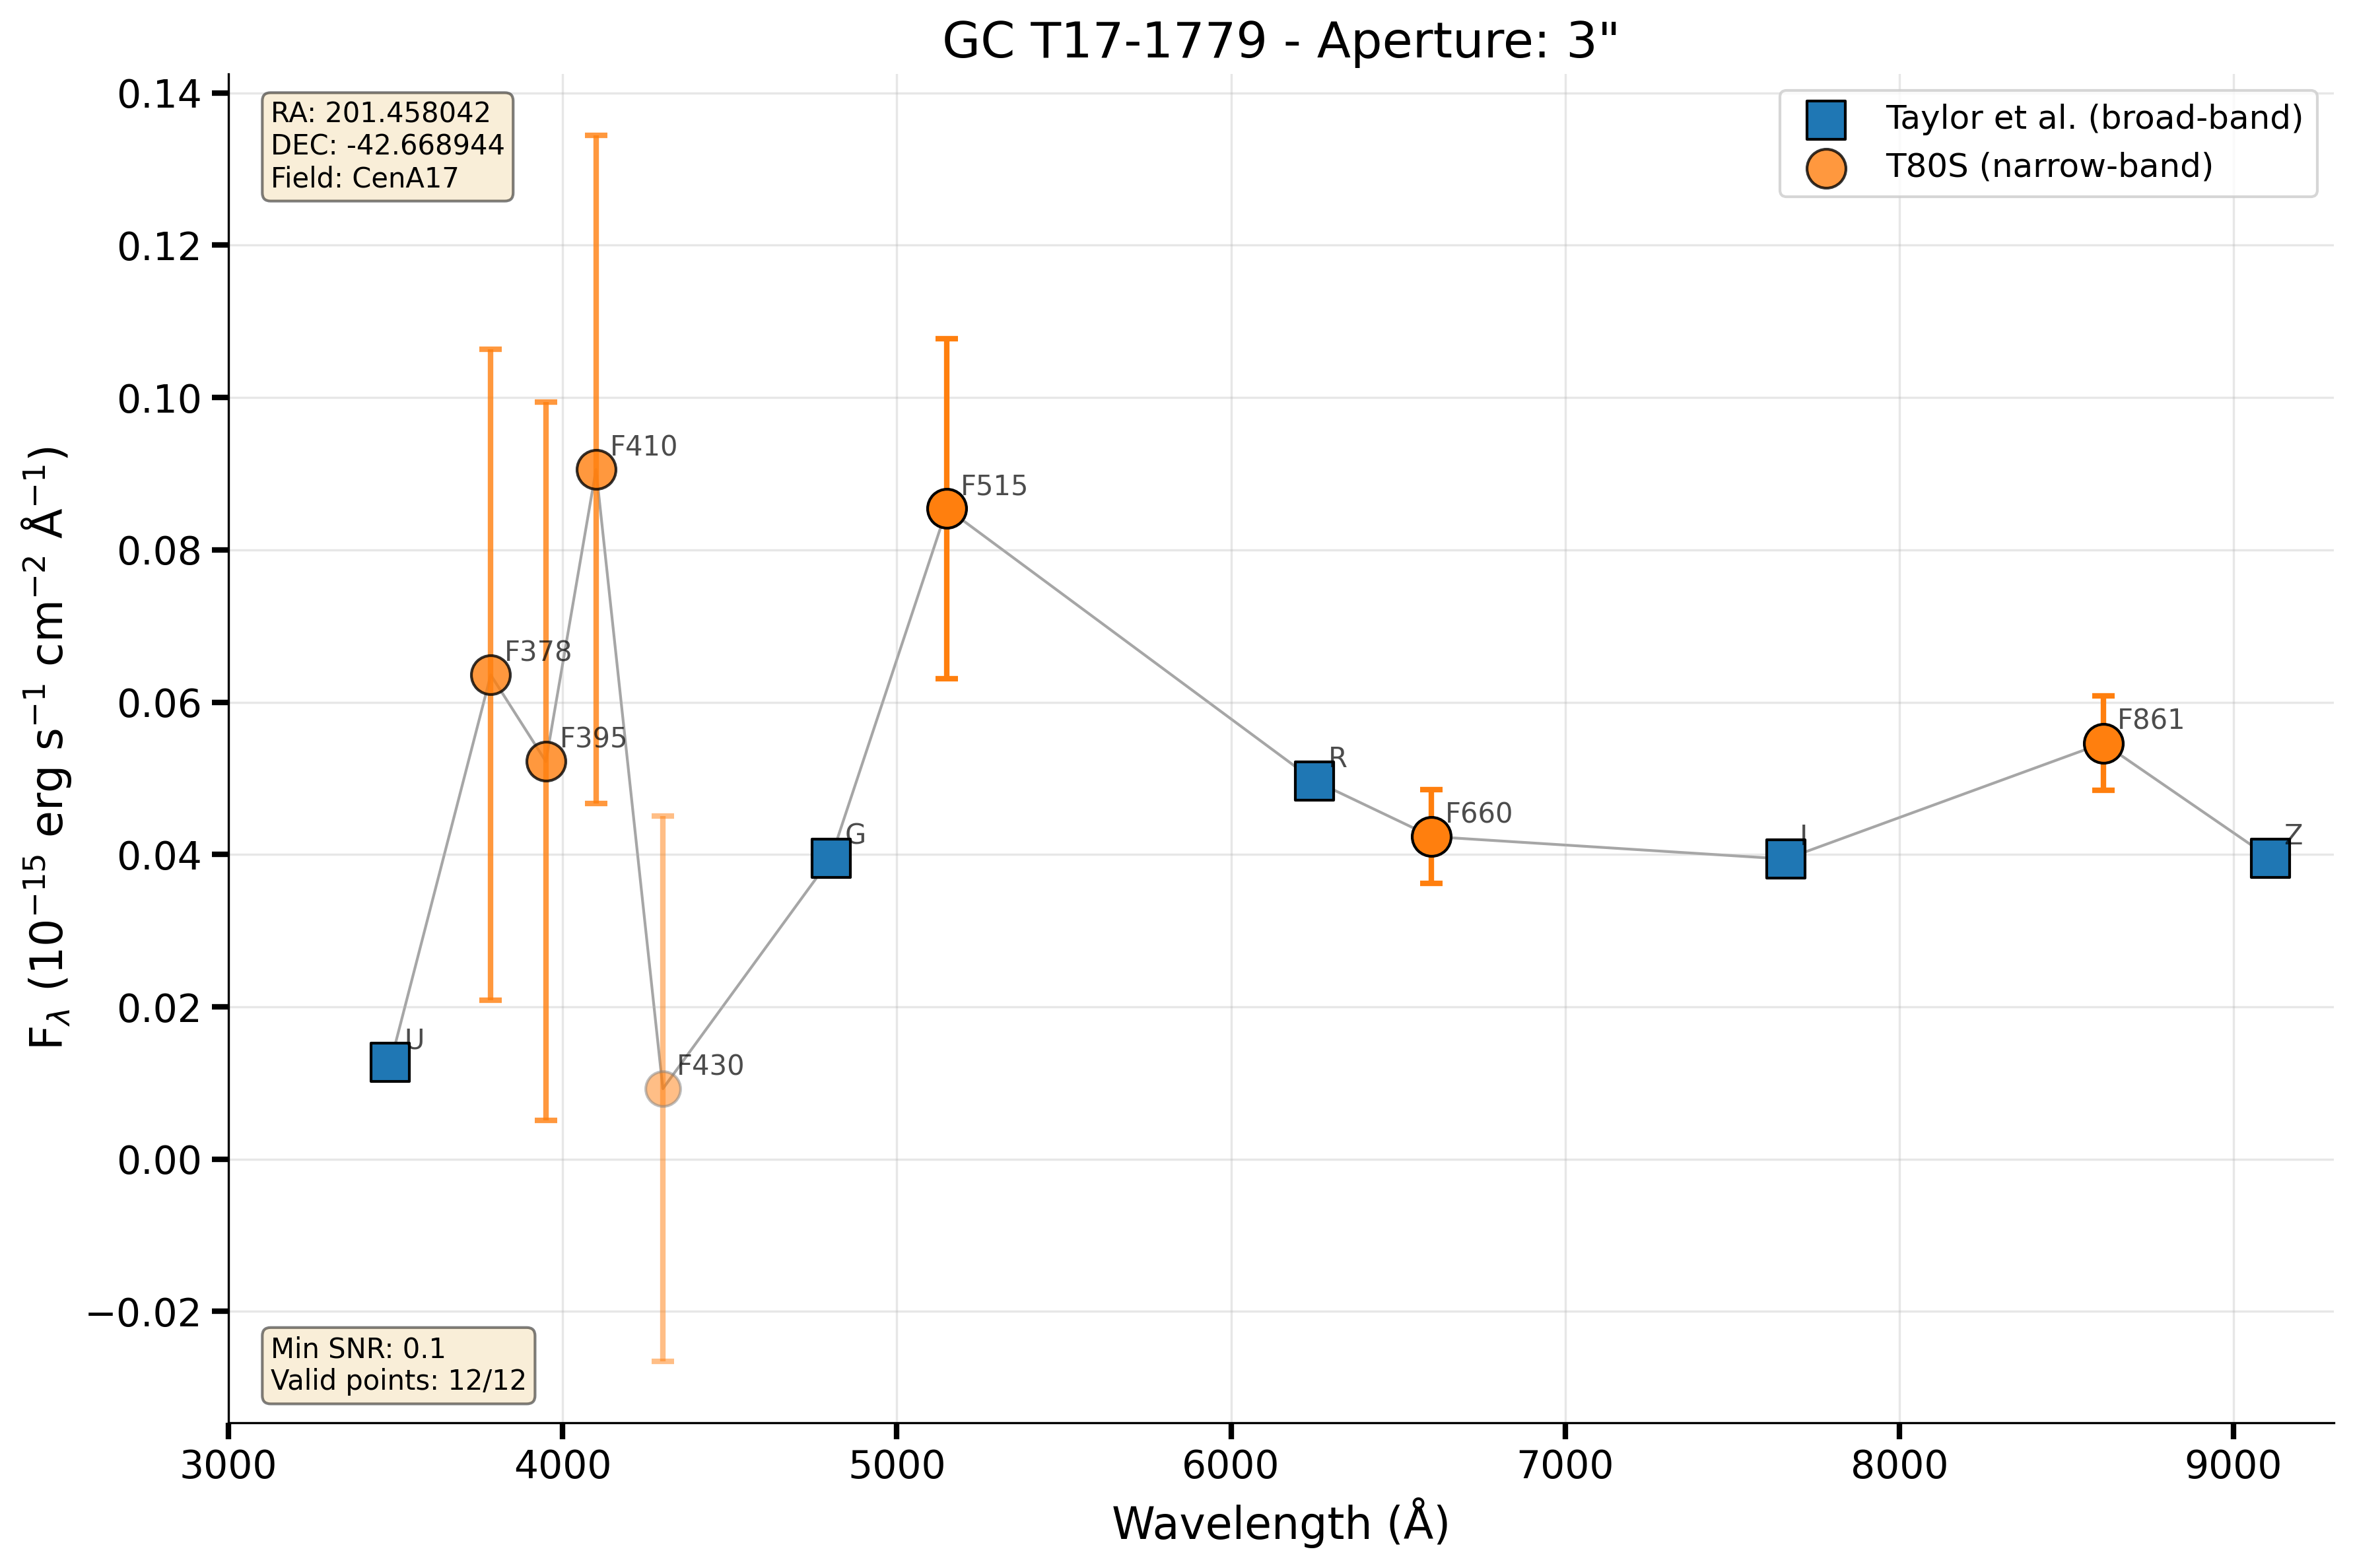 GC T17-1779 - Aperture: 3"
RA: 201.458042
DEC: -42.668944
Field: CenA17
Taylor et al. (broad-band)
T80S (narrow-band)
0.14
0.12
0.10
0.08
0.06
0.04
0.02
0.00
−0.02
F_λ (10⁻¹⁵ erg s⁻¹ cm⁻² Å⁻¹)
F410
F515
F378
F395
F861
R
F660
G
I
Z
U
F430
Min SNR: 0.1
Valid points: 12/12
3000
4000
5000
6000
7000
8000
9000
Wavelength (Å)